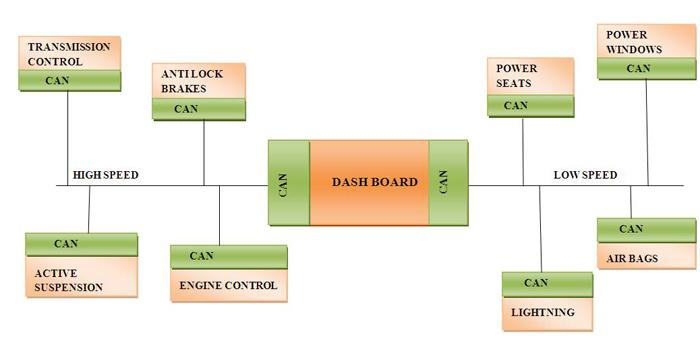 TRANSMISSION
CONTROL
CAN
ANTI LOCK
BRAKES
CAN
POWER
SEATS
CAN
POWER
WINDOWS
CAN
HIGH SPEED
CAN
DASH BOARD
CAN
LOW SPEED
CAN
ACTIVE
SUSPENSION
CAN
ENGINE CONTROL
CAN
LIGHTNING
CAN
AIR BAGS